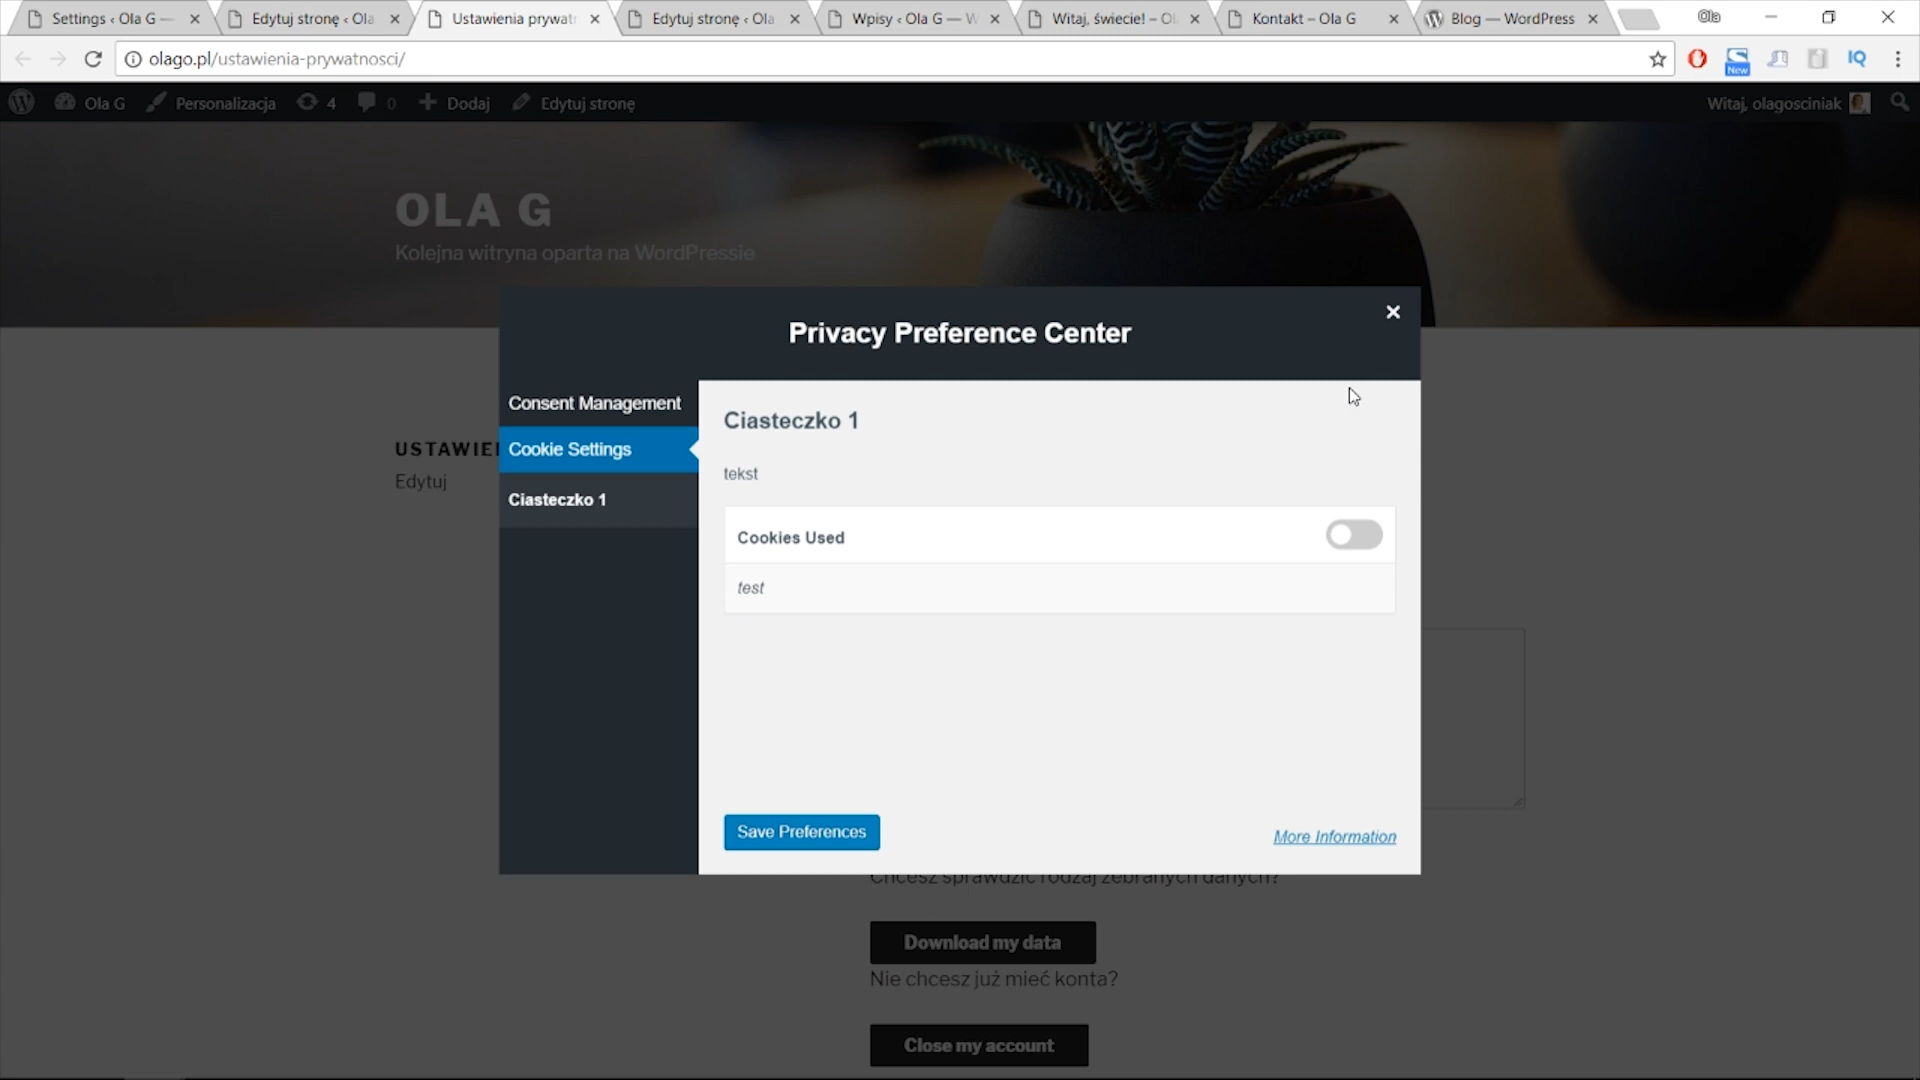 Settings ‹ Ola G —
Edytuj stronę ‹ Ola
Ustawienia prywatn
Edytuj stronę ‹ Ola
Wpisy ‹ Ola G — W
Witaj, świecie! – Ol
Kontakt – Ola G
Blog — WordPress
Ola
olago.pl/ustawienia-prywatnosci/
New
IQ
Ola G
Personalizacja
4
0
Dodaj
Edytuj stronę
Witaj, olagosciniak
OLA G
Kolejna witryna oparta na WordPressie
Privacy Preference Center
Consent Management
Cookie Settings
Ciasteczko 1
USTAWIE
Edytuj
Ciasteczko 1
tekst
Cookies Used
test
Save Preferences
More Information
Chcesz sprawdzić rodzaj zebranych danych?
Download my data
Nie chcesz już mieć konta?
Close my account